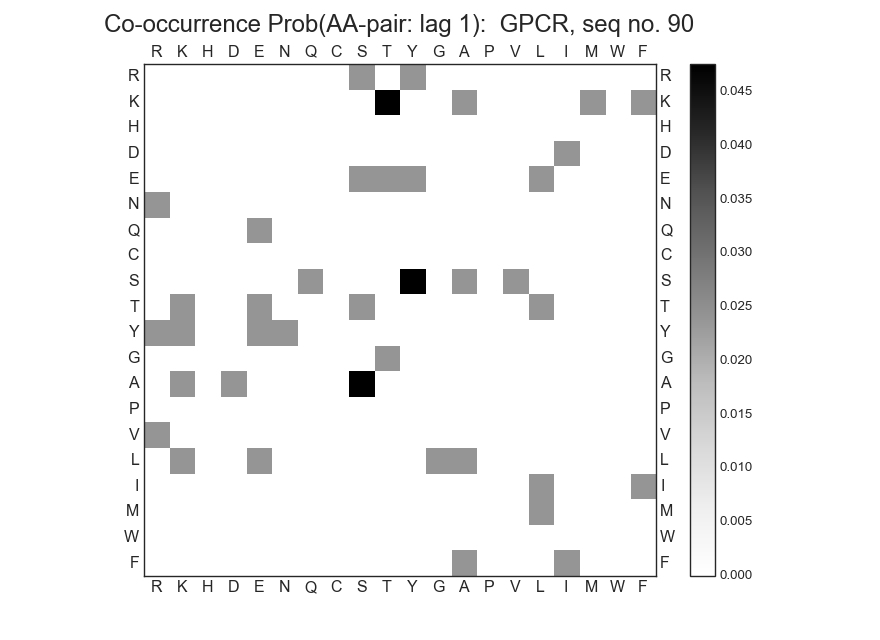 Co-occurrence Prob(AA-pair: lag 1):  GPCR, seq no. 90
R K H D E N Q C S T Y G A P V L I M W F
R R
K K
H H
D D
E E
N N
Q Q
C C
S S
T T
Y Y
G G
A A
P P
V V
L L
I I
M M
W W
F F
R K H D E N Q C S T Y G A P V L I M W F
0.045
0.040
0.035
0.030
0.025
0.020
0.015
0.010
0.005
0.000